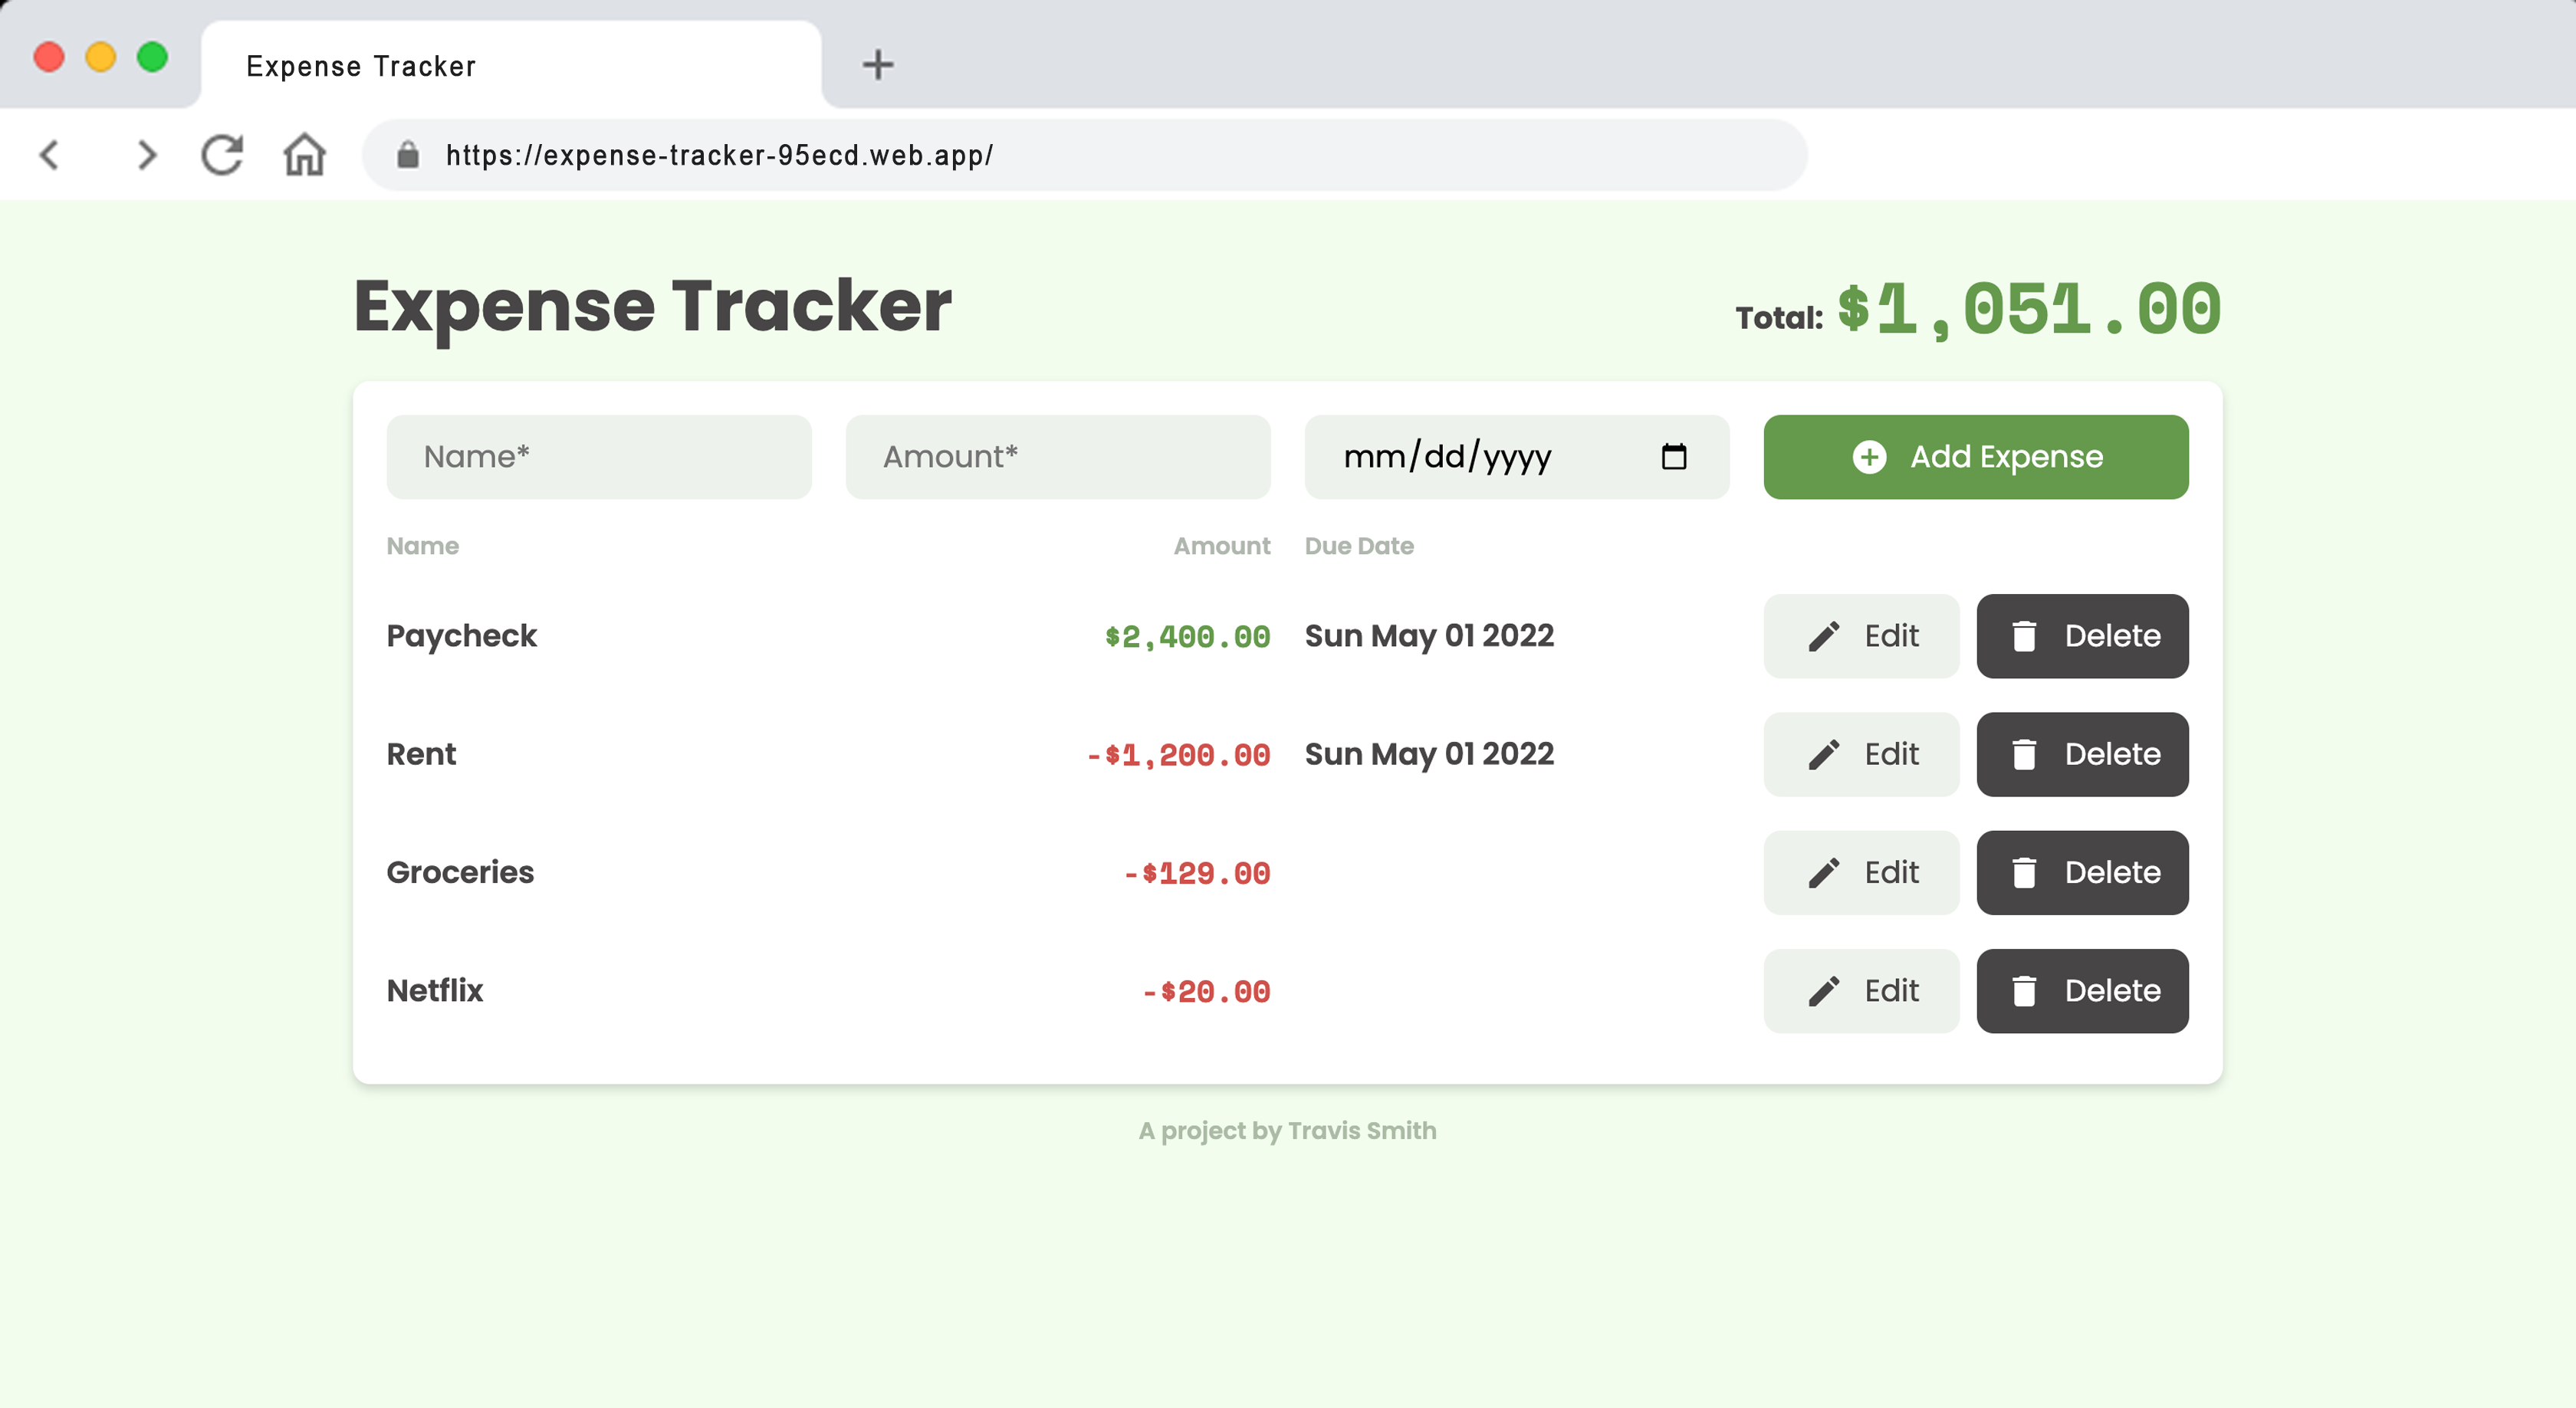 Expense Tracker
https://expense-tracker-95ecd.web.app/
Expense Tracker Total: $1,051.00
Name* Amount* mm/dd/yyyy Add Expense
Name Amount Due Date
Paycheck $2,400.00 Sun May 01 2022 Edit Delete
Rent -$1,200.00 Sun May 01 2022 Edit Delete
Groceries -$129.00 Edit Delete
Netflix -$20.00 Edit Delete
A project by Travis Smith